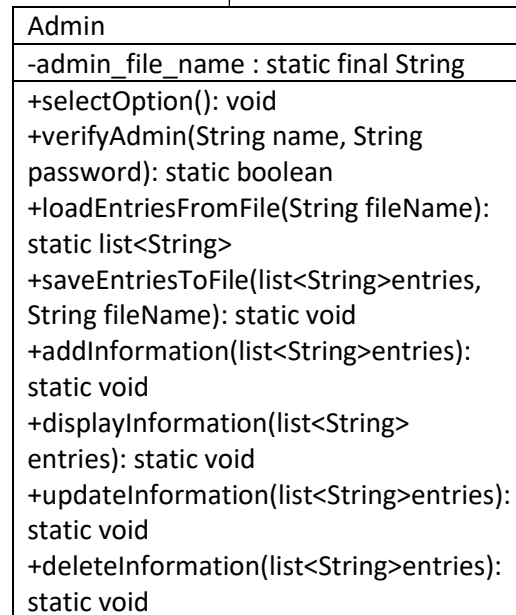 Admin
-admin_file_name : static final String
+selectOption(): void
+verifyAdmin(String name, String
password): static boolean
+loadEntriesFromFile(String fileName):
static list<String>
+saveEntriesToFile(list<String>entries,
String fileName): static void
+addInformation(list<String>entries):
static void
+displayInformation(list<String>
entries): static void
+updateInformation(list<String>entries):
static void
+deleteInformation(list<String>entries):
static void